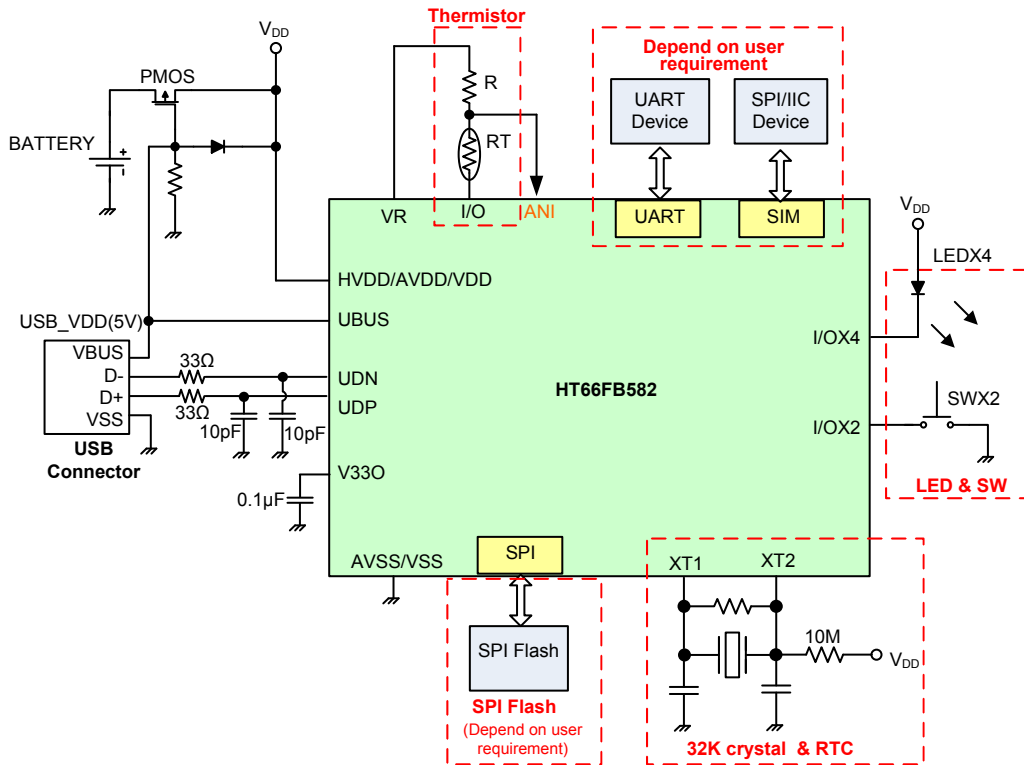 Thermistor
VDD
PMOS
BATTERY
+
-
R
RT
Depend on user
requirement
UART
Device
SPI/IIC
Device
VR
I/O
ANI
UART
SIM
VDD
LEDX4
HVDD/AVDD/VDD
USB_VDD(5V)
UBUS
I/OX4
VBUS
D-
D+
VSS
33Ω
33Ω
UDN
UDP
10pF
10pF
HT66FB582
SWX2
I/OX2
USB
Connector
V33O
0.1µF
LED & SW
AVSS/VSS
SPI
XT1
XT2
SPI Flash
10M
VDD
SPI Flash
(Depend on user
requirement)
32K crystal & RTC